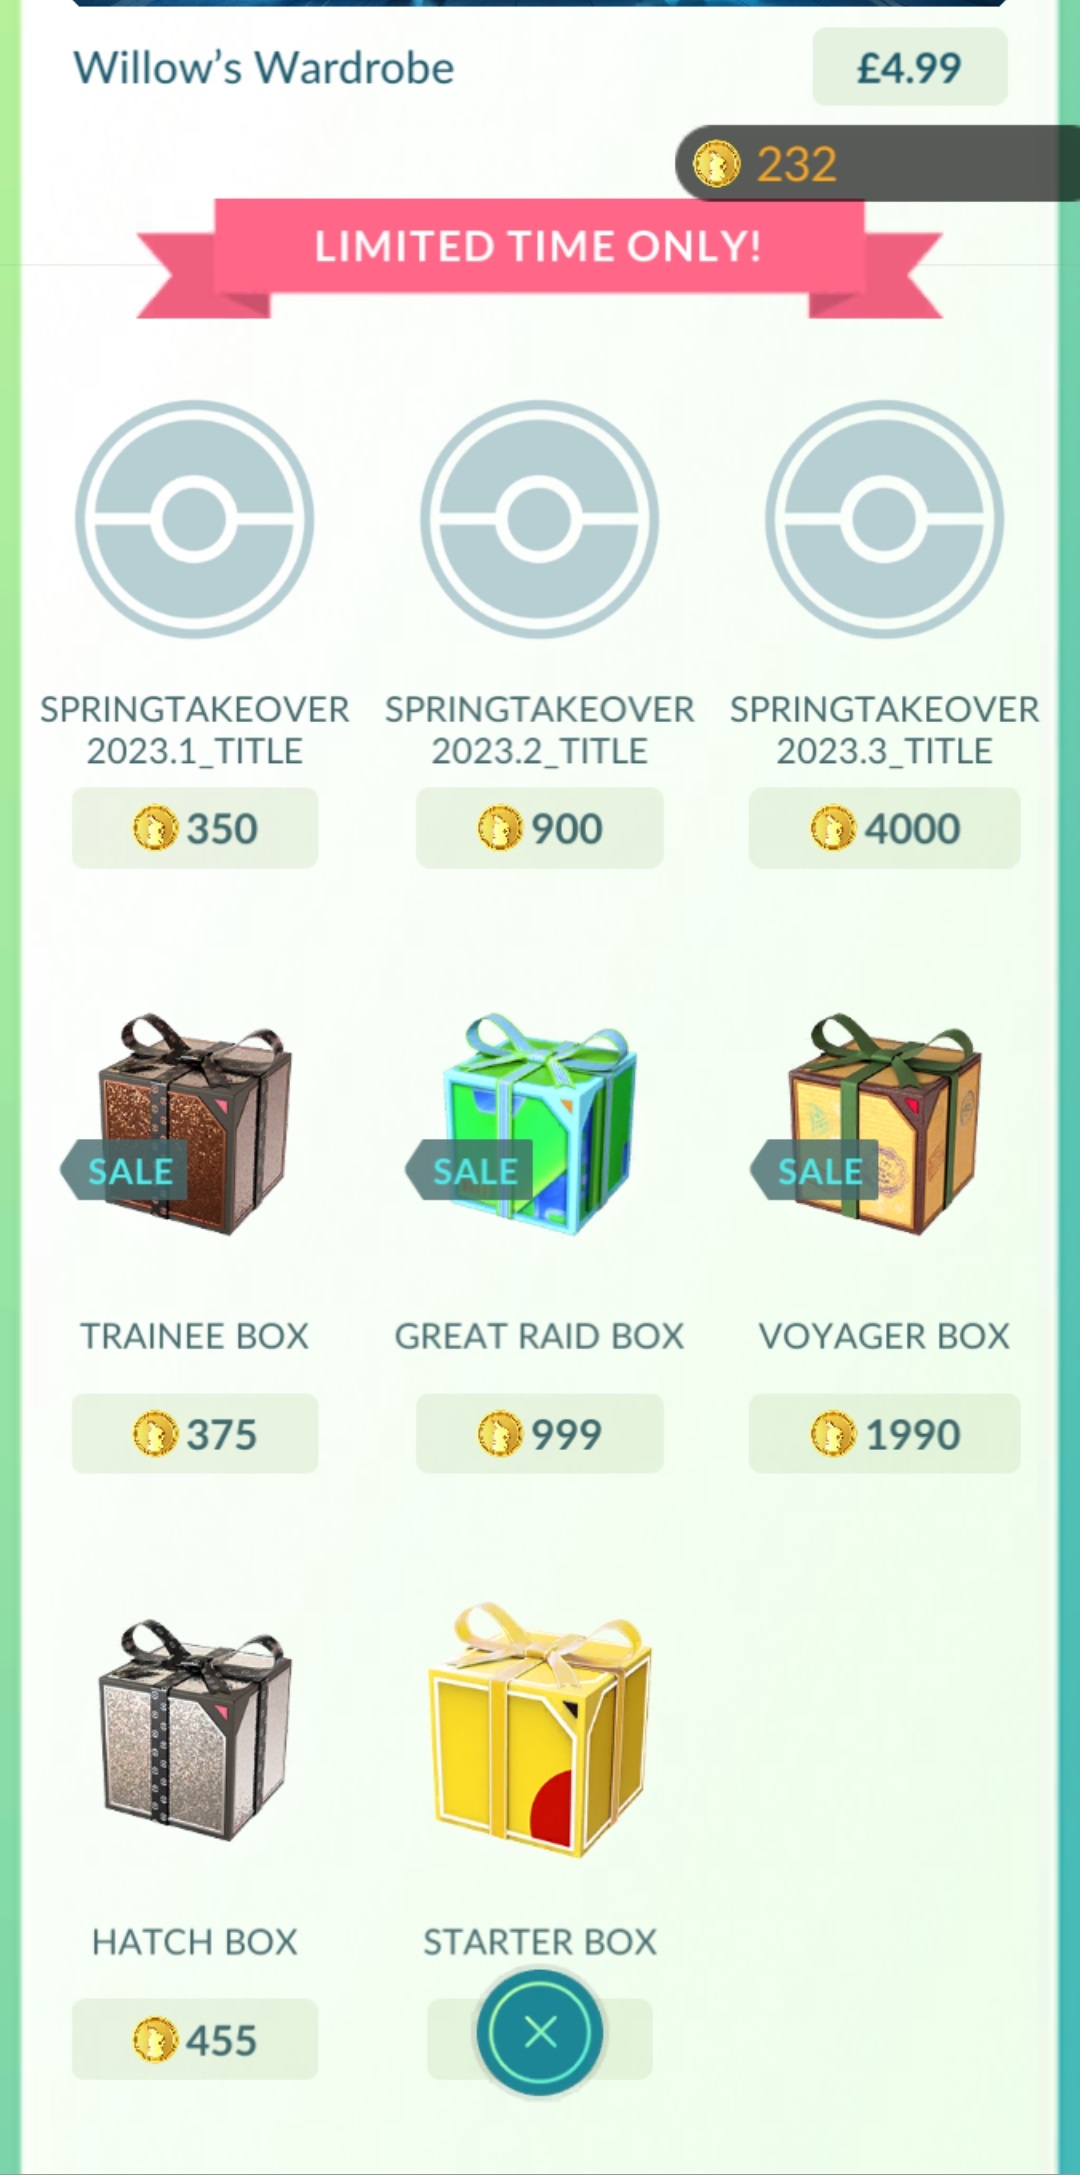 Willow's Wardrobe
£4.99
232
LIMITED TIME ONLY!
SPRINGTAKEOVER SPRINGTAKEOVER SPRINGTAKEOVER
2023.1_TITLE 2023.2_TITLE 2023.3_TITLE
350 900 4000
SALE SALE SALE
TRAINEE BOX GREAT RAID BOX VOYAGER BOX
375 999 1990
HATCH BOX STARTER BOX
455